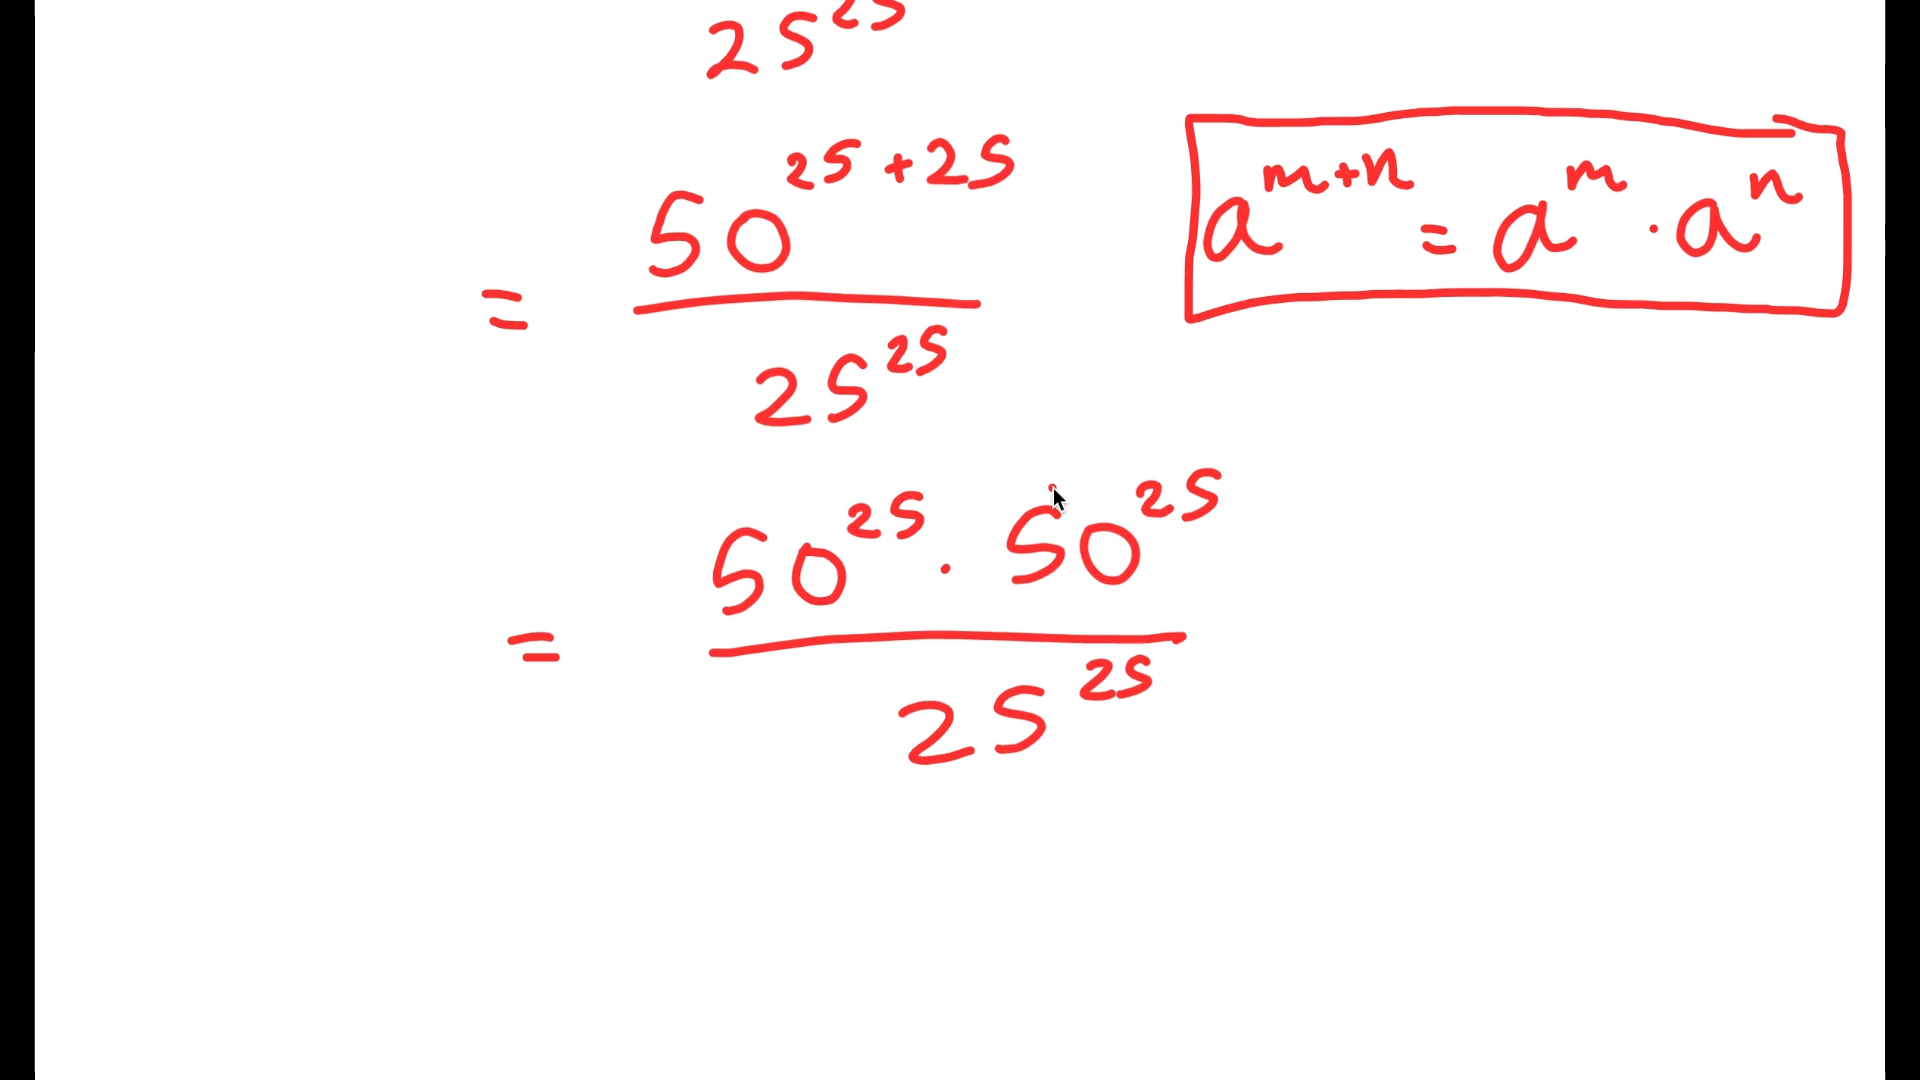 25^25
= 50^(25+25) / 25^25
a^(m+n) = a^m · a^n
= 50^25 · 50^25 / 25^25